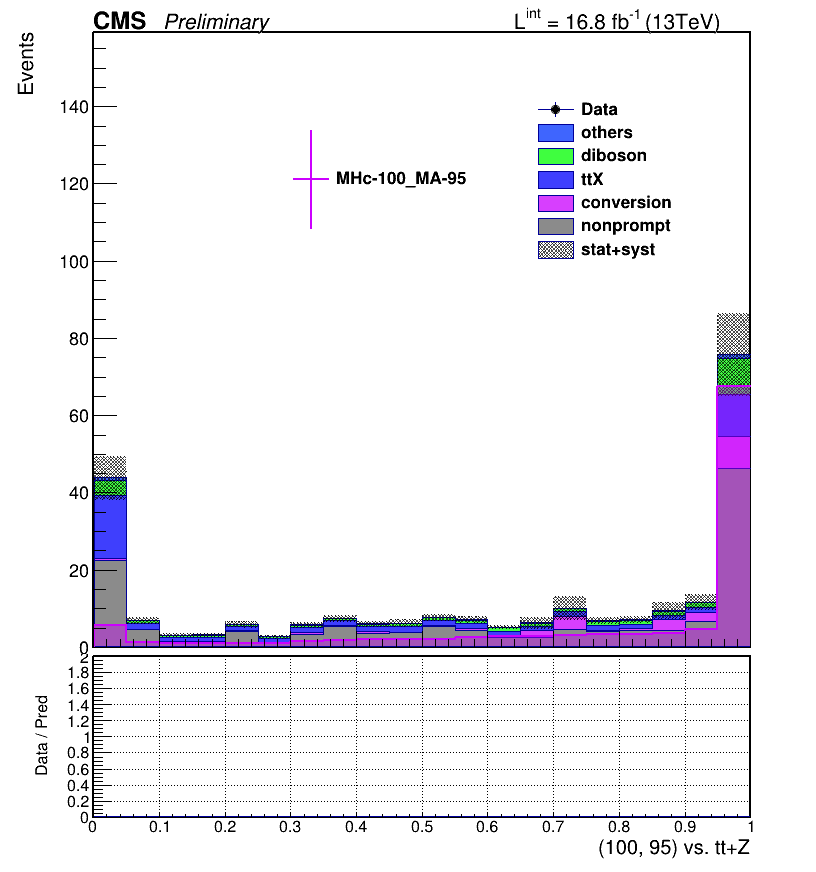 CMS Preliminary L^int = 16.8 fb^-1 (13TeV)
Events
140
120
100
80
60
40
20
0
MHc-100_MA-95
Data
others
diboson
ttX
conversion
nonprompt
stat+syst
Data / Pred
2
1.8
1.6
1.4
1.2
1
0.8
0.6
0.4
0.2
0
0 0.1 0.2 0.3 0.4 0.5 0.6 0.7 0.8 0.9 1
(100, 95) vs. tt+Z